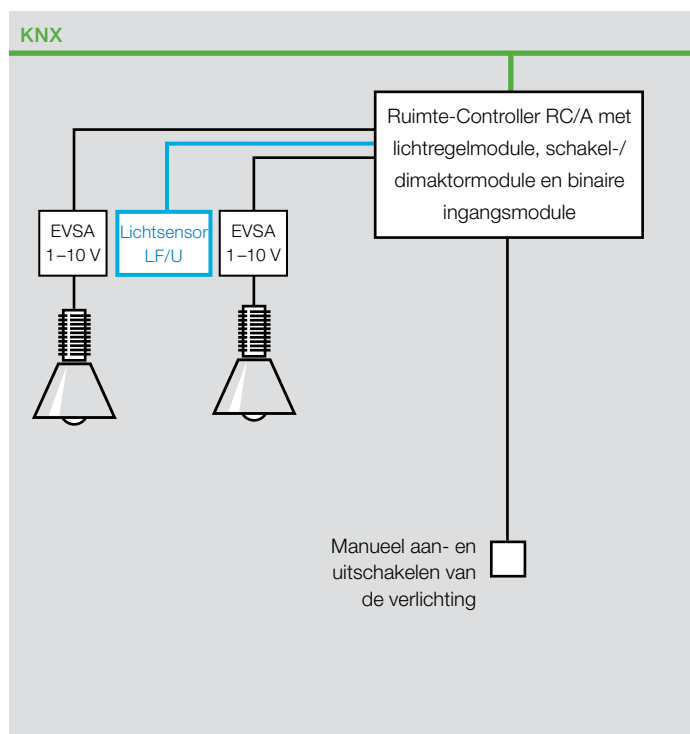 KNX
Ruimte-Controller RC/A met
lichtregelmodule, schakel-/
dimaktormodule en binaire
ingangsmodule
EVSA
1–10 V
Lichtsensor
LF/U
EVSA
1–10 V
Manueel aan- en
uitschakelen van
de verlichting